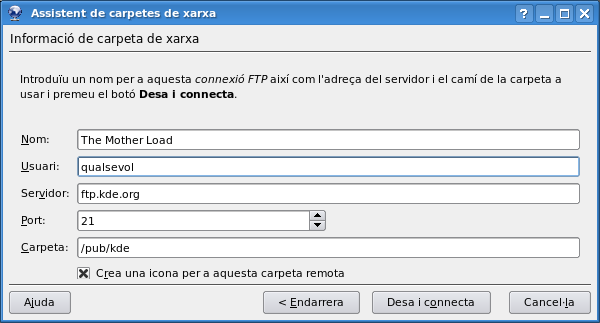 Assistent de carpetes de xarxa
Informació de carpeta de xarxa
Introduïu un nom per a aquesta connexió FTP així com l'adreça del servidor i el camí de la carpeta a
usar i premeu el botó Desa i connecta.
Nom: The Mother Load
Usuari: qualsevol
Servidor: ftp.kde.org
Port: 21
Carpeta: /pub/kde
Crea una icona per a aquesta carpeta remota
Ajuda < Endarrera Desa i connecta Cancel·la